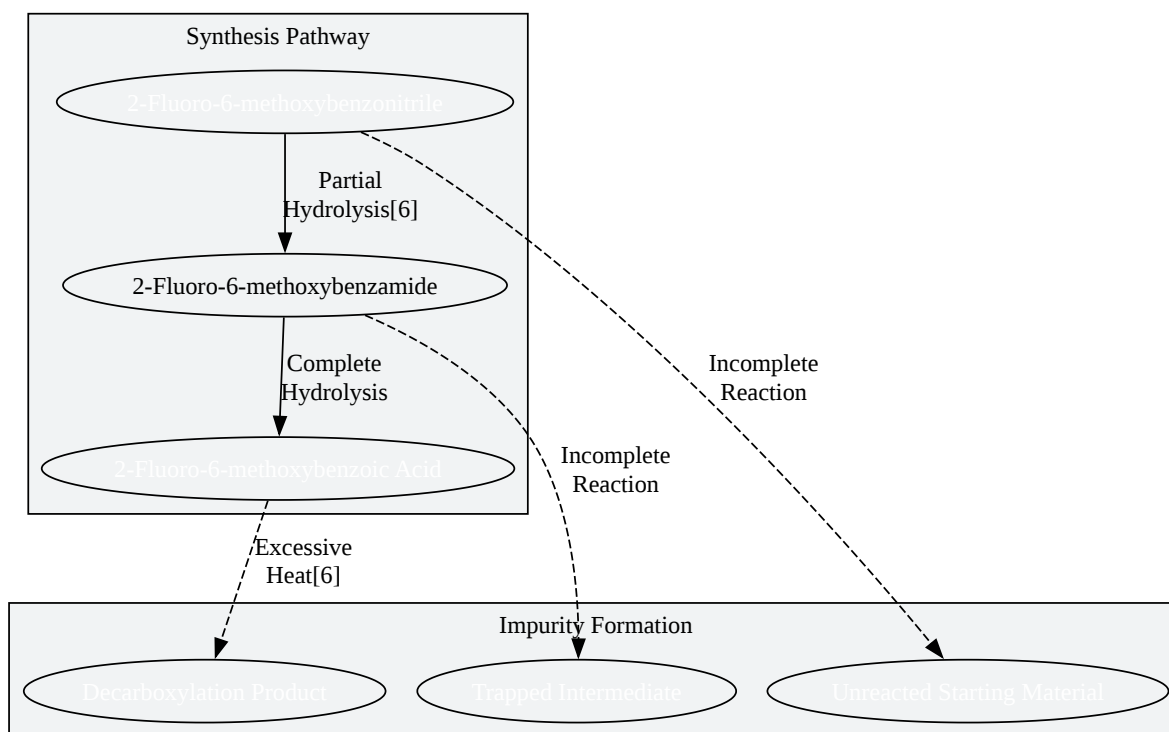 Synthesis Pathway
2-Fluoro-6-methoxybenzonitrile
Partial
Hydrolysis[6]
2-Fluoro-6-methoxybenzamide
Complete
Hydrolysis
Incomplete
Reaction
2-Fluoro-6-methoxybenzoic Acid
Incomplete
Reaction
Excessive
Heat[6]
Impurity Formation
Decarboxylation Product
Trapped Intermediate
Unreacted Starting Material